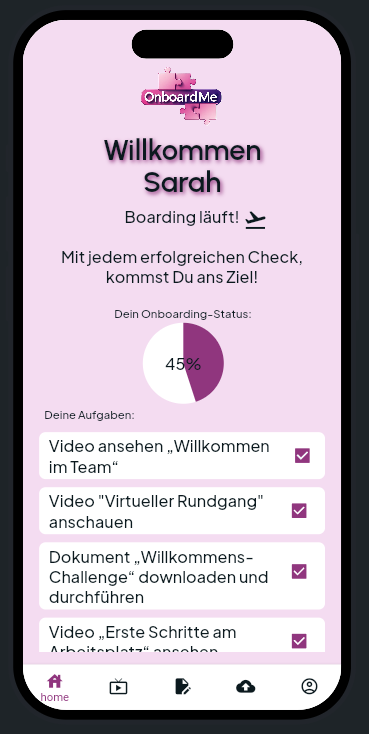 OnboardMe
Willkommen
Sarah
Boarding läuft!
Mit jedem erfolgreichen Check,
kommst Du ans Ziel!
Dein Onboarding-Status:
45%
Deine Aufgaben:
Video ansehen „Willkommen
im Team“
Video "Virtueller Rundgang"
anschauen
Dokument „Willkommens-
Challenge“ downloaden und
durchführen
Video „Erste Schritte am
Arbeitsplatz“ ansehen
home